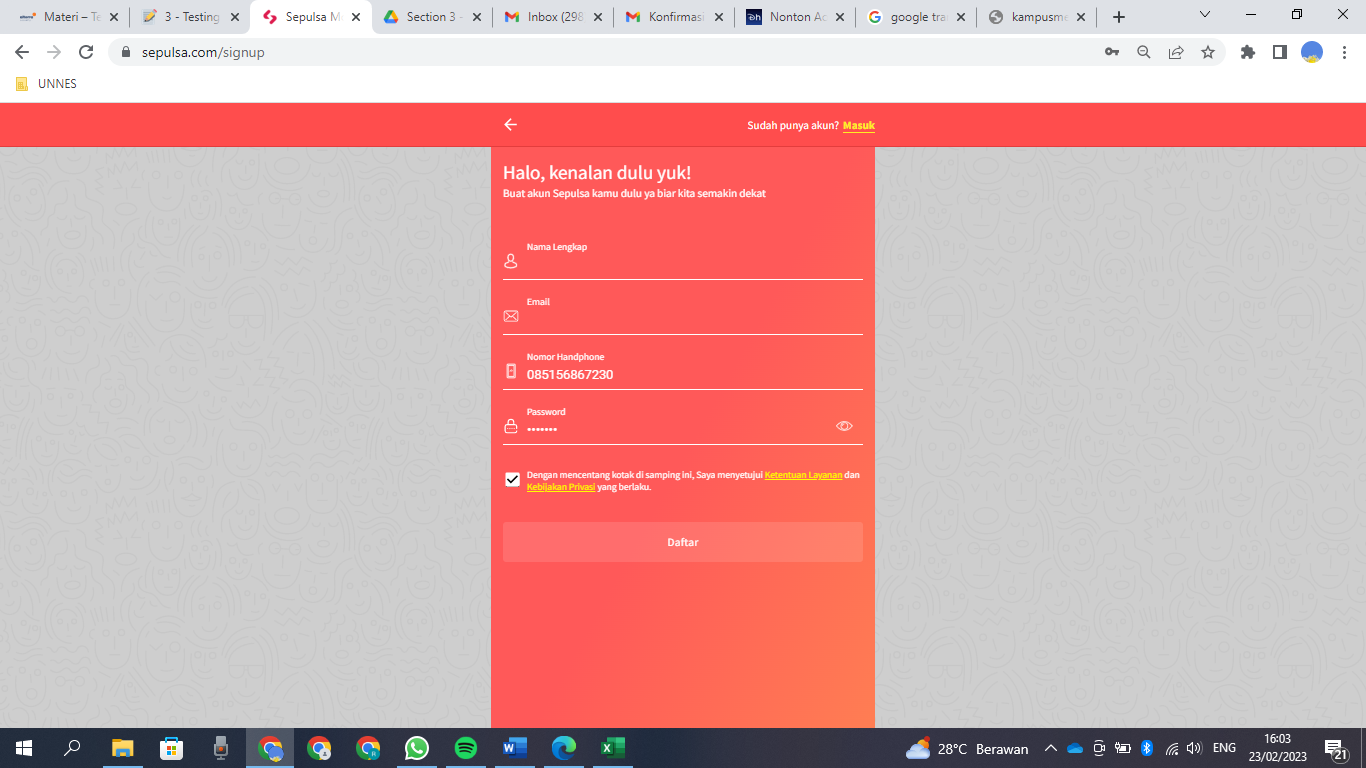 Materi – Te
3 - Testing
Sepulsa M
Section 3 -
Inbox (298
Konfirmasi
Nonton Ac
google tra
kampusme
sepulsa.com/signup
UNNES
Sudah punya akun? Masuk
Halo, kenalan dulu yuk!
Buat akun Sepulsa kamu dulu ya biar kita semakin dekat
Nama Lengkap
Email
Nomor Handphone
085156867230
Password
•••••••
Dengan mencentang kotak di samping ini, Saya menyetujui Ketentuan Layanan dan
Kebijakan Privasi yang berlaku.
Daftar
28°C Berawan
ENG
16:03
23/02/2023
21